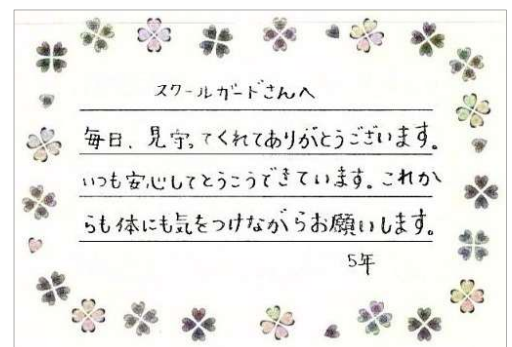 スクールガードさんへ
毎日、見守ってくれてありがとうございます。
いつも安心してとうこうできています。これか
らも体にも気をつけながらお願いします。
5年